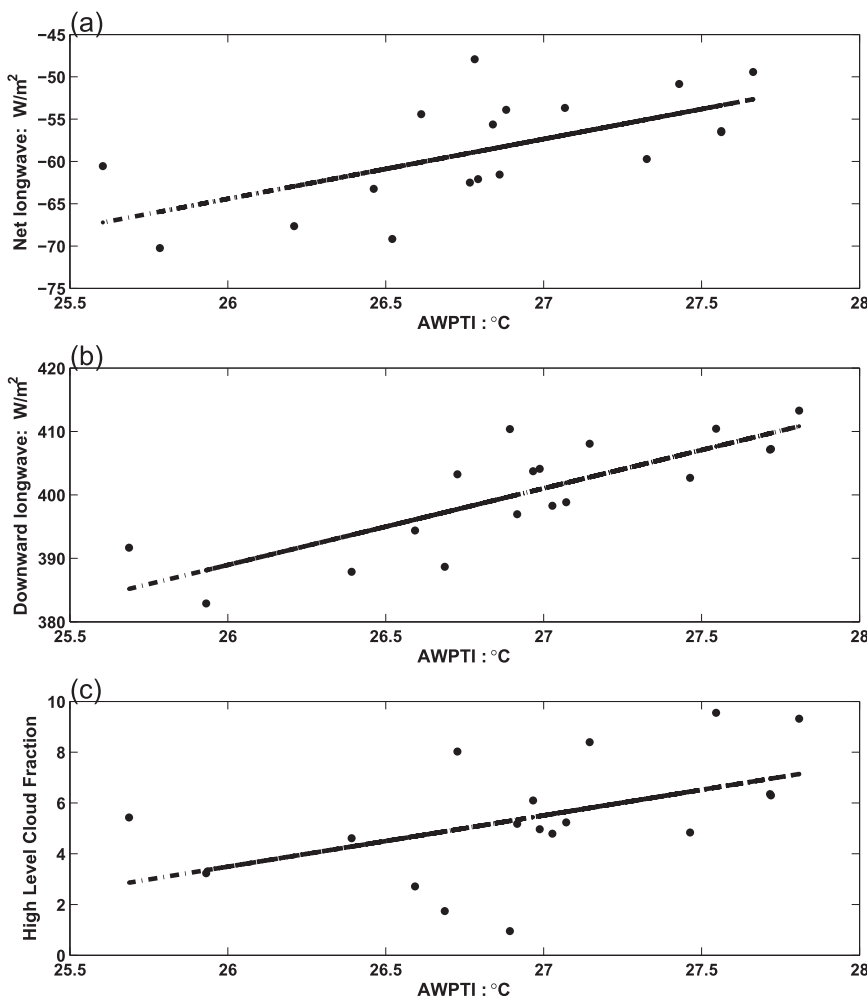 (a)
−45
−50
−55
−60
−65
−70
−75
Net longwave: W/m²
25.5 26 26.5 27 27.5 28
AWPTI : °C
(b)
420
410
400
390
380
Downward longwave: W/m²
25.5 26 26.5 27 27.5 28
AWPTI : °C
(c)
10
8
6
4
2
0
High Level Cloud Fraction
25.5 26 26.5 27 27.5 28
AWPTI : °C